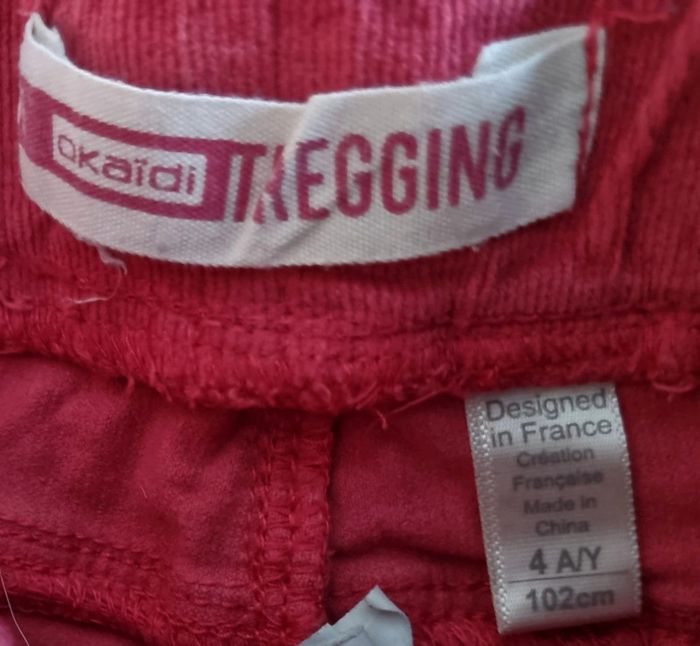 okaïdi TREGGING
Designed
in France
Création
Française
Made in
China
4 A/Y
102cm